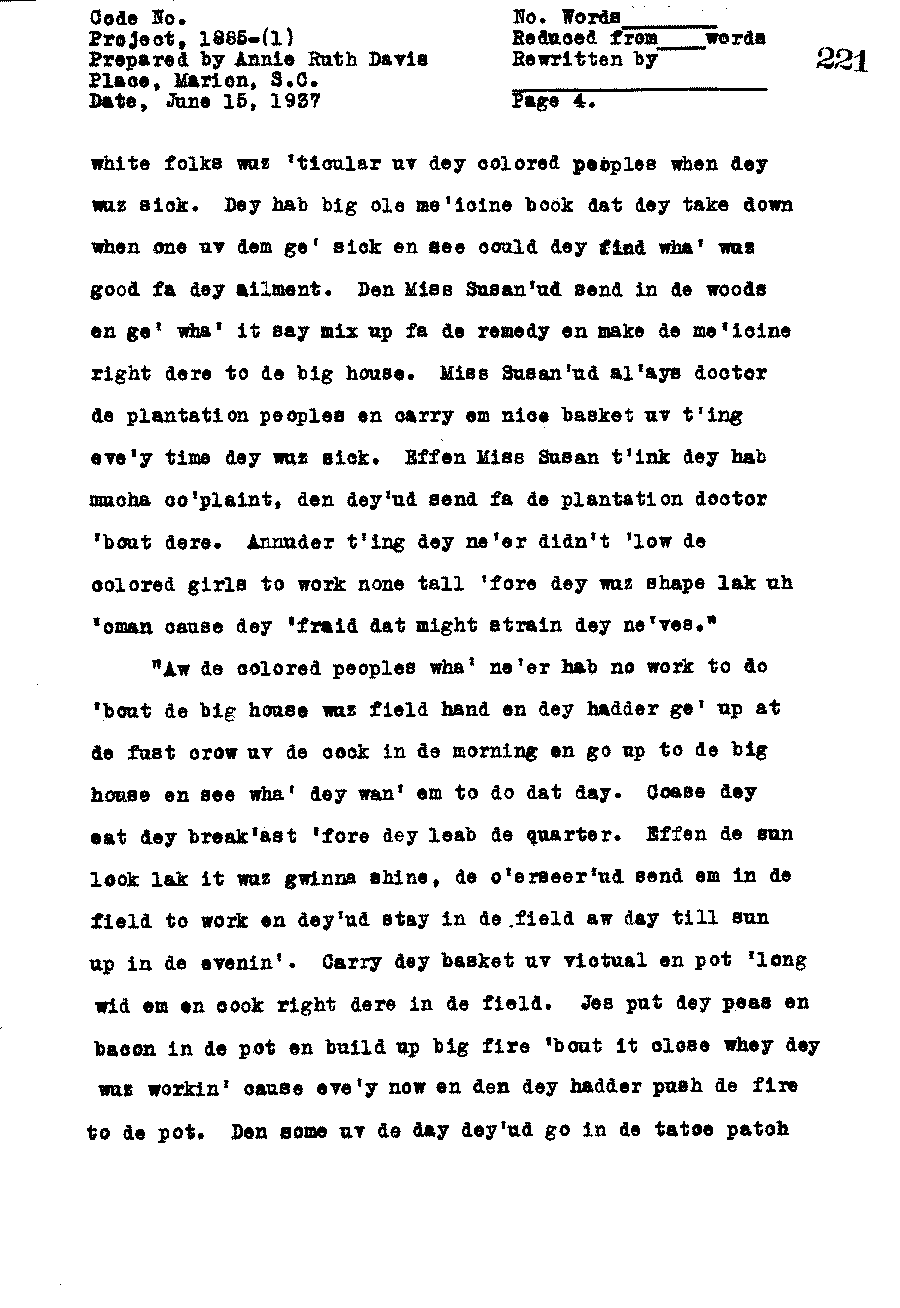 Code No.
Project, 1885-(1)
Prepared by Annie Ruth Davis
Place, Marion, S.C.
Date, June 15, 1937
No. Words
Reduced from words
Rewritten by
Page 4.
221
white folks wuz 'ticular uv dey colored peoples when dey
wuz sick. Dey hab big ole me'icine book dat dey take down
when one uv dem ge' sick en see could dey find wha' wuz
good fa dey ailment. Den Miss Susan'ud send in de woods
en ge' wha' it say mix up fa de remedy en make de me'icine
right dere to de big house. Miss Susan'ud al'ays doctor
de plantation peoples en carry em nice basket uv t'ing
eve'y time dey wuz sick. Effen Miss Susan t'ink dey hab
mucha co'plaint, den dey'ud send fa de plantation doctor
'bout dere. Annuder t'ing dey ne'er didn't 'low de
colored girls to work none tall 'fore dey wuz shape lak uh
'oman cause dey 'fraid dat might strain dey ne'ves."
"Aw de colored peoples wha' ne'er hab no work to do
'bout de big house wuz field hand en dey hadder ge' up at
de fust crow uv de cock in de morning en go up to de big
house en see wha' dey wan' em to do dat day. Coase dey
eat dey break'ast 'fore dey leab de quarter. Effen de sun
look lak it wuz gwinna shine, de o'erseer'ud send em in de
field to work en dey'ud stay in de field aw day till sun
up in de evenin'. Carry dey basket uv victual en pot 'long
wid em en cook right dere in de field. Jes put dey peas en
bacon in de pot en build up big fire 'bout it close whey dey
wuz workin' cause eve'y now en den dey hadder push de fire
to de pot. Den some uv de day dey'ud go in de tatoe patch